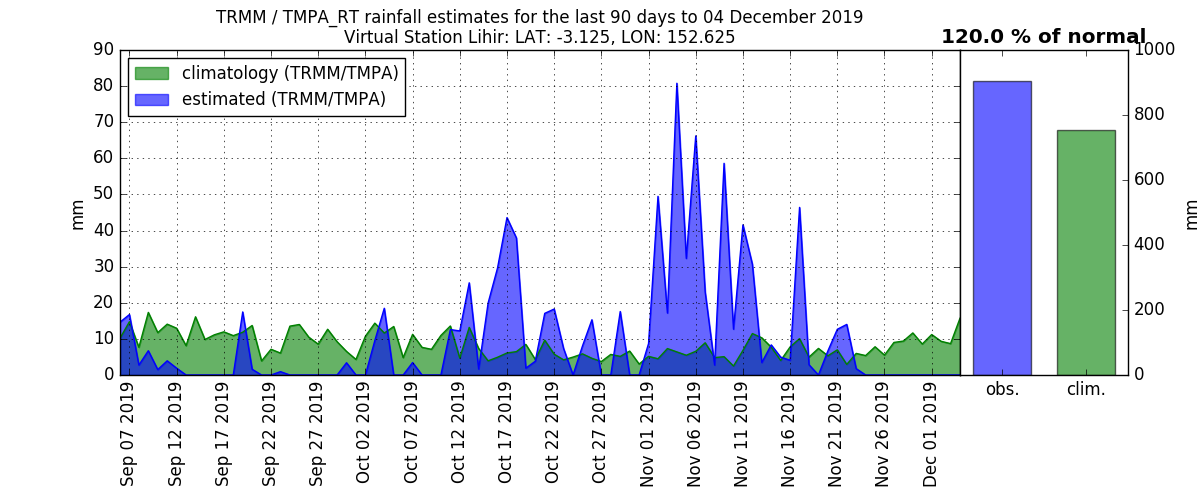 TRMM / TMPA_RT rainfall estimates for the last 90 days to 04 December 2019
Virtual Station Lihir: LAT: -3.125, LON: 152.625
120.0 % of normal
climatology (TRMM/TMPA)
estimated (TRMM/TMPA)
90
80
70
60
50
40
30
20
10
0
mm
Sep 07 2019
Sep 12 2019
Sep 17 2019
Sep 22 2019
Sep 27 2019
Oct 02 2019
Oct 07 2019
Oct 12 2019
Oct 17 2019
Oct 22 2019
Oct 27 2019
Nov 01 2019
Nov 06 2019
Nov 11 2019
Nov 16 2019
Nov 21 2019
Nov 26 2019
Dec 01 2019
1000
800
600
400
200
0
mm
obs.
clim.